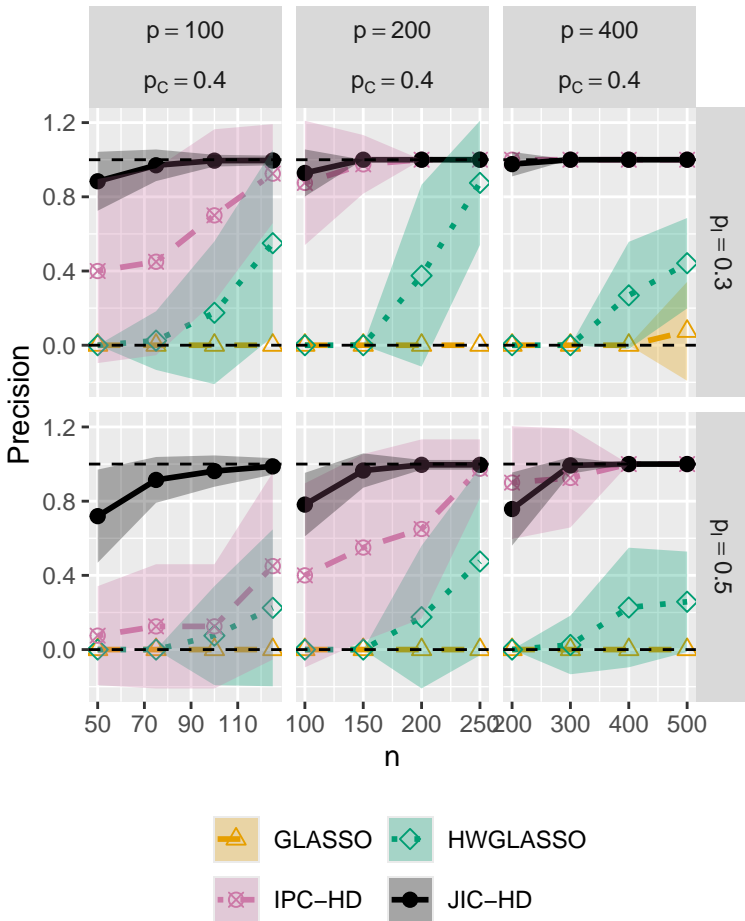 p = 100
p = 200
p = 400
p_C = 0.4
p_C = 0.4
p_C = 0.4
1.2
0.8
0.4
0.0
p_I = 0.3
Precision
1.2
0.8
0.4
0.0
p_I = 0.5
50 70 90 110
100 150 200 250
200 300 400 500
n
GLASSO
HWGLASSO
IPC−HD
JIC−HD